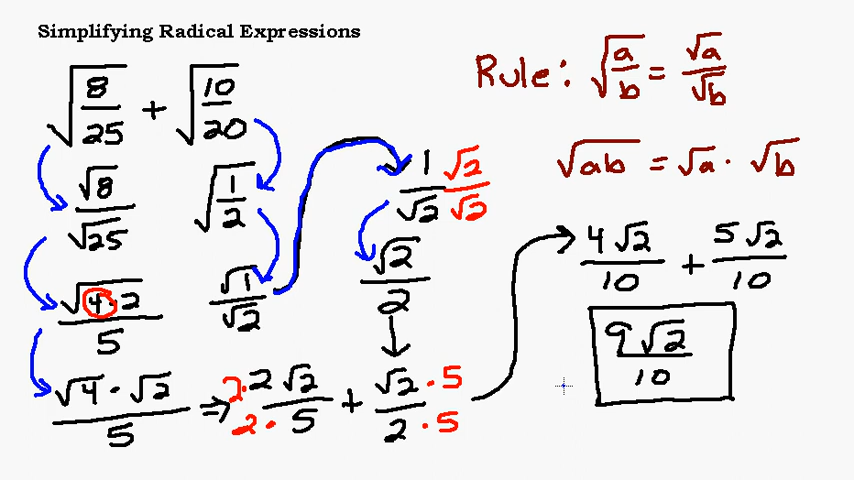 Simplifying Radical Expressions
√(8/25) + √(10/20)
√8/√25
√(4·2)/5
√4 · √2/5 ⇒ 2·2√2/2·5 + √2·5/2·5
√(1/2)
√1/√2
1/√2 √2/√2
√2/2
Rule: √(a/b) = √a/√b
√ab = √a · √b
4√2/10 + 5√2/10
9√2/10